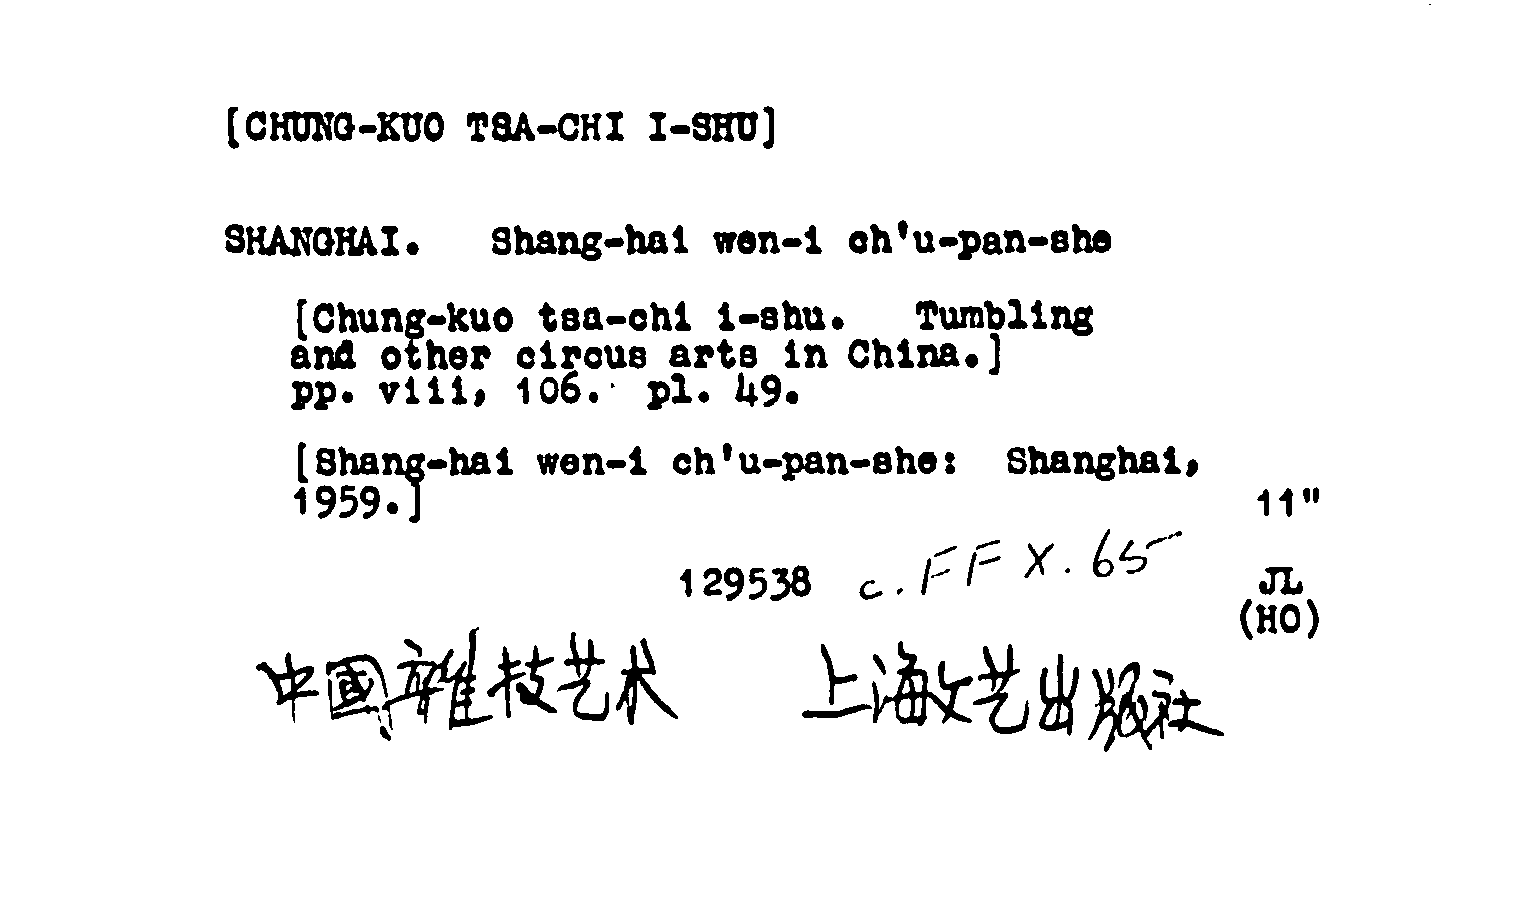 [CHUNG-KUO TSA-CHI I-SHU]
SHANGHAI. Shang-hai wen-i ch'u-pan-she
[Chung-kuo tsa-chi i-shu. Tumbling
and other circus arts in China.]
pp. viii, 106. pl. 49.
[Shang-hai wen-i ch'u-pan-she: Shanghai,
1959.] 11"
129538 c. FF X. 65 JL
(HO)
中國雜技艺术 上海文艺出版社